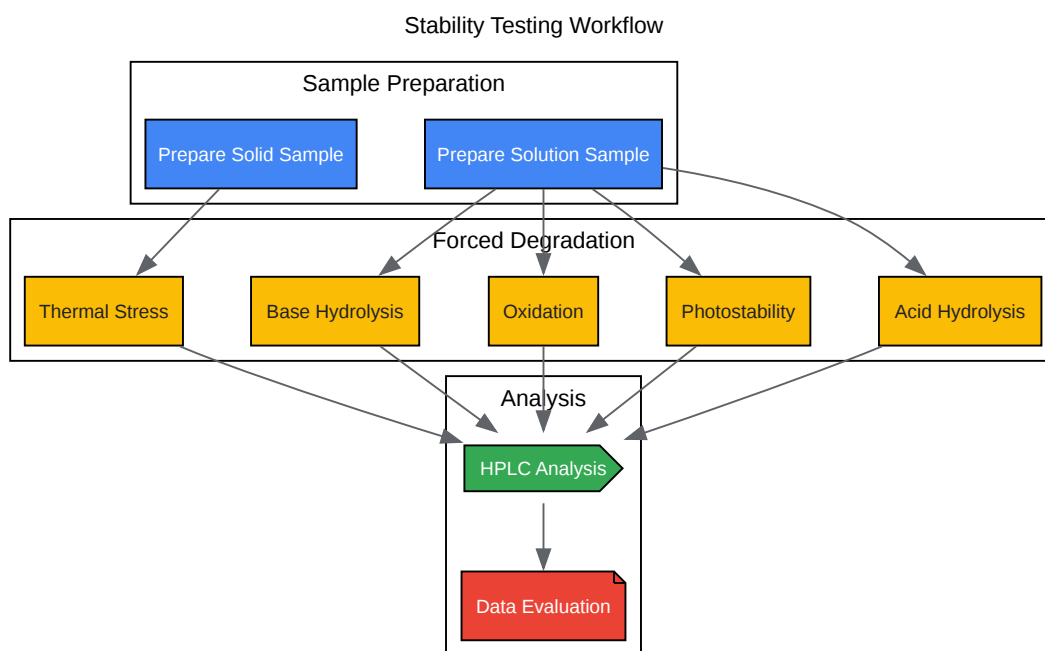 Stability Testing Workflow
Sample Preparation
Prepare Solid Sample
Prepare Solution Sample
Forced Degradation
Thermal Stress
Base Hydrolysis
Oxidation
Photostability
Acid Hydrolysis
Analysis
HPLC Analysis
Data Evaluation